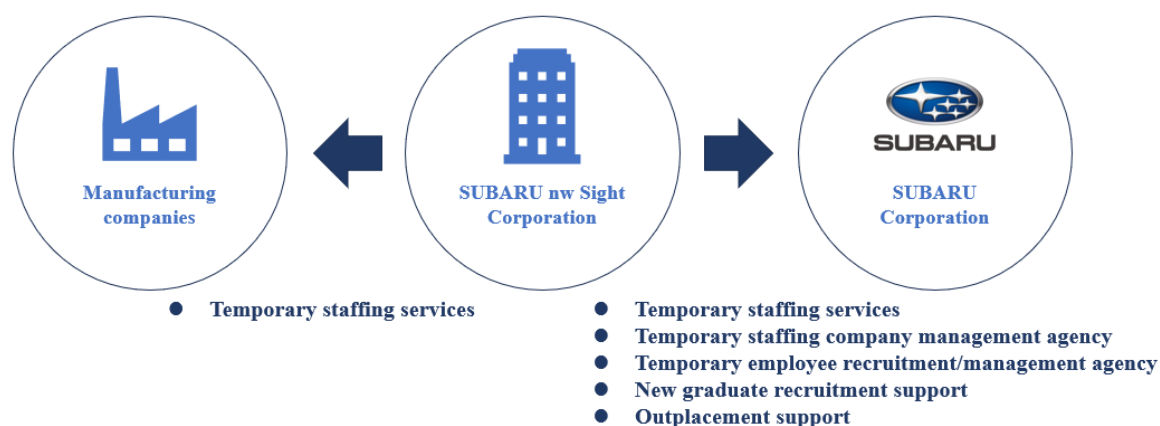 Manufacturing
companies
SUBARU nw Sight
Corporation
SUBARU
SUBARU
Corporation
● Temporary staffing services
● Temporary staffing services
● Temporary staffing company management agency
● Temporary employee recruitment/management agency
● New graduate recruitment support
● Outplacement support